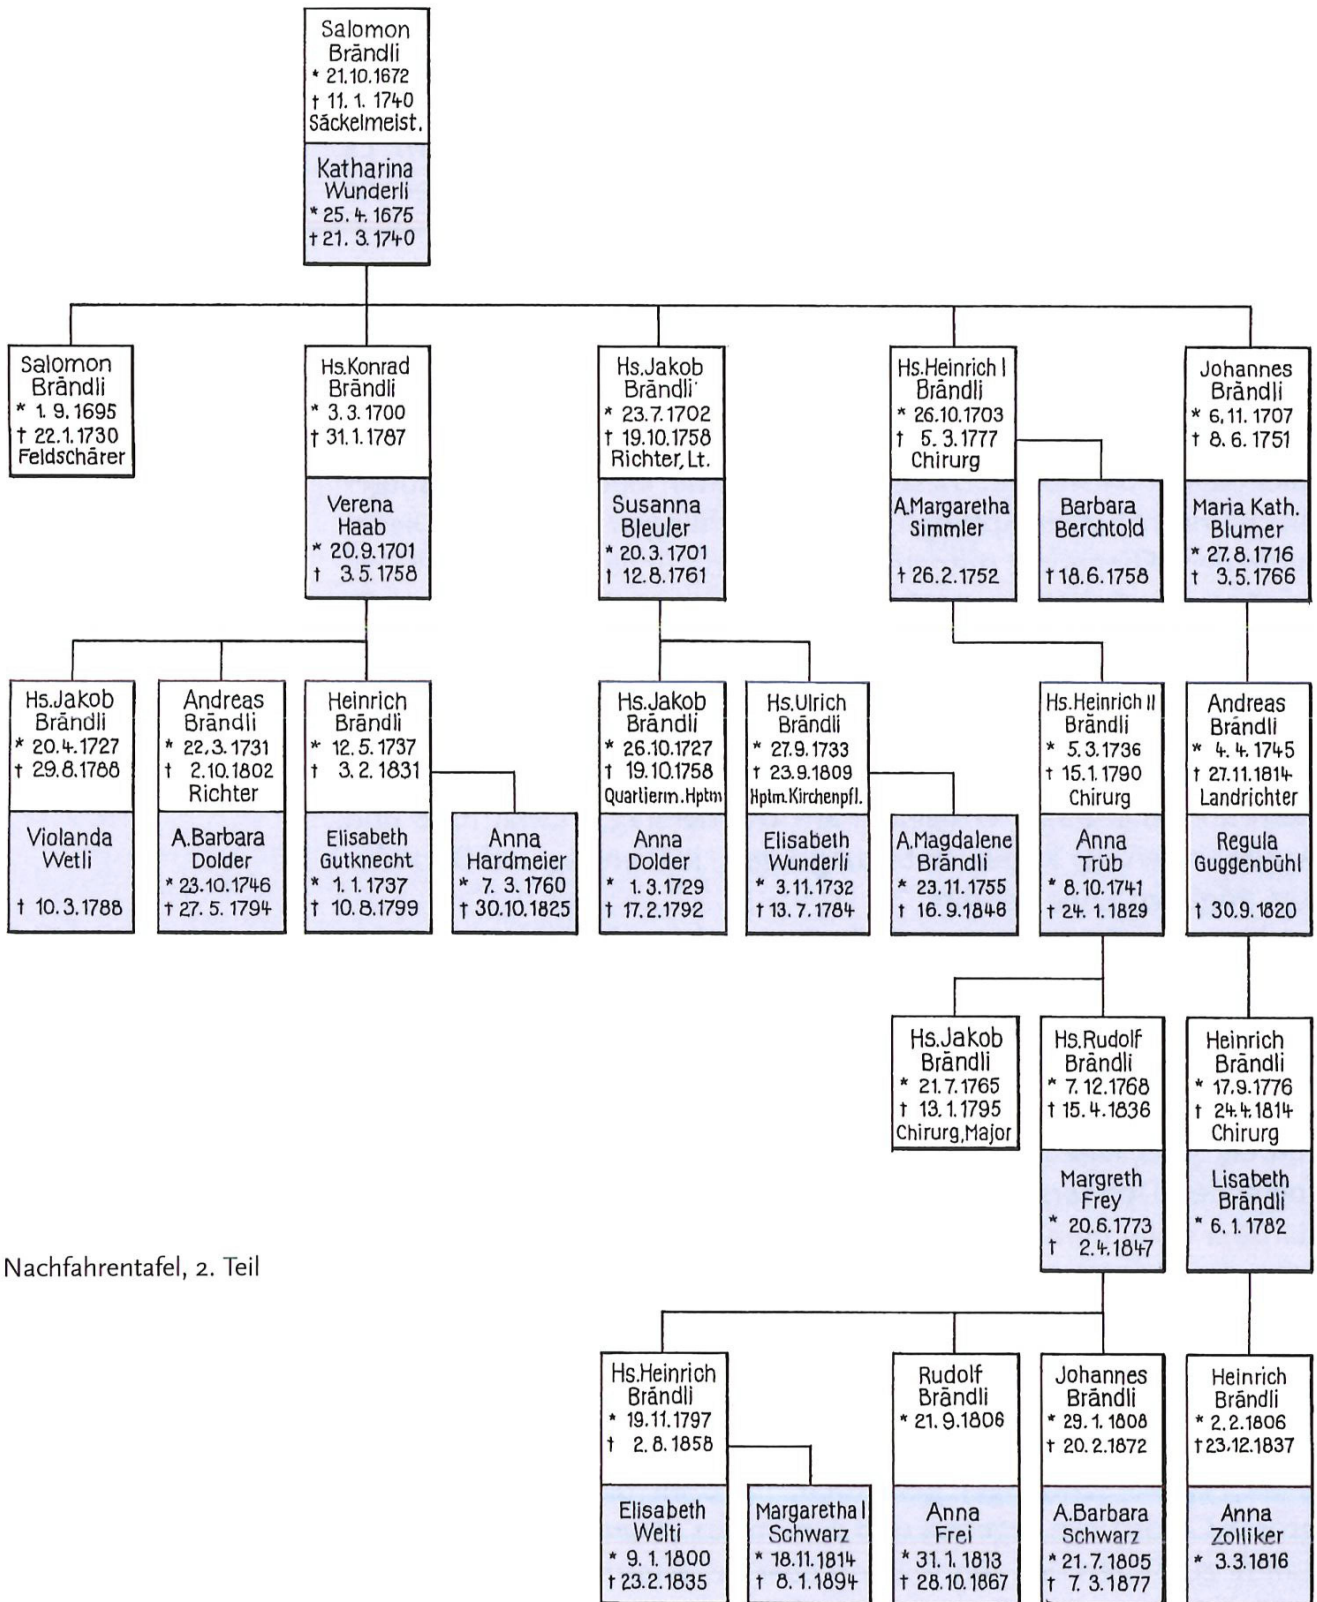 Salomon
Brändli
* 21.10.1672
† 11. 1. 1740
Säckelmeist.
Katharina
Wunderli
* 25. 4. 1675
† 21. 3. 1740
Salomon
Brändli
* 1. 9. 1695
† 22. 1. 1730
Feldschärer
Hs. Konrad
Brändli
* 3. 3. 1700
† 31. 1. 1787
Verena
Haab
* 20. 9. 1701
† 3. 5. 1758
Hs. Jakob
Brändli
* 23. 7. 1702
† 19.10. 1758
Richter, Lt.
Susanna
Bleuler
* 20. 3. 1701
† 12. 8. 1761
Hs. Heinrich I
Brändli
* 26.10. 1703
† 5. 3. 1777
Chirurg
A. Margaretha
Simmler
† 26. 2. 1752
Barbara
Berchtold
† 18. 6. 1758
Johannes
Brändli
* 6. 11. 1707
† 8. 6. 1751
Maria Kath.
Blumer
* 27. 8. 1716
† 3. 5. 1766
Hs. Jakob
Brändli
* 20. 4. 1727
† 29. 8. 1788
Violanda
Wetli
† 10. 3. 1788
Andreas
Brändli
* 22. 3. 1731
† 2.10. 1802
Richter
A. Barbara
Dolder
* 23.10. 1746
† 27. 5. 1794
Heinrich
Brändli
* 12. 5. 1737
† 3. 2. 1831
Elisabeth
Gutknecht
* 1. 1. 1737
† 10. 8. 1799
Anna
Hardmeier
* 7. 3. 1760
† 30.10. 1825
Hs. Jakob
Brändli
* 26.10. 1727
† 19.10. 1758
Quartierm. Hptm
Anna
Dolder
* 1. 3. 1729
† 17. 2. 1792
Hs. Ulrich
Brändli
* 27. 9. 1733
† 23. 9. 1809
Hptm. Kirchenpfl.
Elisabeth
Wunderli
* 3. 11. 1732
† 13. 7. 1784
A. Magdalene
Brändli
* 23. 11. 1755
† 16. 9. 1846
Hs. Heinrich II
Brändli
* 5. 3. 1736
† 15. 1. 1790
Chirurg
Anna
Trüb
* 8. 10. 1741
† 24. 1. 1829
Andreas
Brändli
* 4. 4. 1745
† 27. 11. 1814
Landrichter
Regula
Guggenbühl
† 30. 9. 1820
Hs. Jakob
Brändli
* 21. 7. 1765
† 13. 1. 1795
Chirurg, Major
Hs. Rudolf
Brändli
* 7. 12. 1768
† 15. 4. 1836
Margreth
Frey
* 20. 6. 1773
† 2. 4. 1847
Heinrich
Brändli
* 17. 9. 1776
† 24. 4. 1814
Chirurg
Lisabeth
Brändli
* 6. 1. 1782
Nachfahrentafel, 2. Teil
Hs. Heinrich
Brändli
* 19. 11. 1797
† 2. 8. 1858
Elisabeth
Welti
* 9. 1. 1800
† 23. 2. 1835
Margaretha I
Schwarz
* 18. 11. 1814
† 8. 1. 1894
Rudolf
Brändli
* 21. 9. 1806
Anna
Frei
* 31. 1. 1813
† 28. 10. 1867
Johannes
Brändli
* 29. 1. 1808
† 20. 2. 1872
A. Barbara
Schwarz
* 21. 7. 1805
† 7. 3. 1877
Heinrich
Brändli
* 2. 2. 1806
† 23. 12. 1837
Anna
Zolliker
* 3. 3. 1816